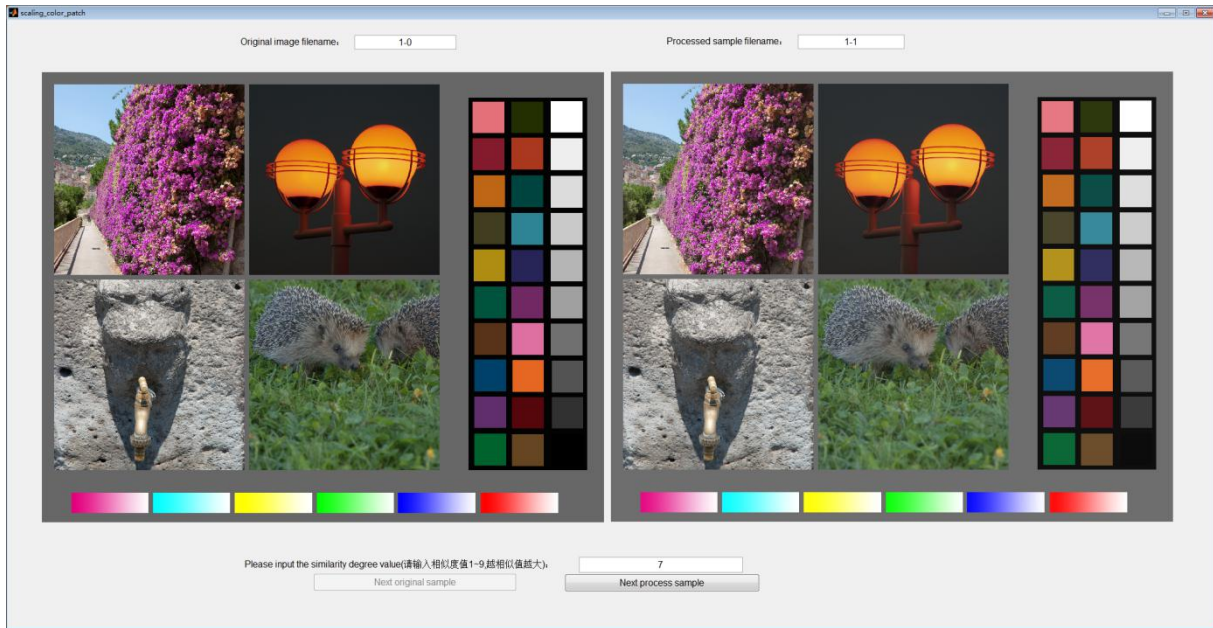 scaling_color_patch
Original image filename: 1-0
Processed sample filename: 1-1
Please input the similarity degree value(请输入相似度值1~9,越相似值越大): 7
Next original sample
Next process sample